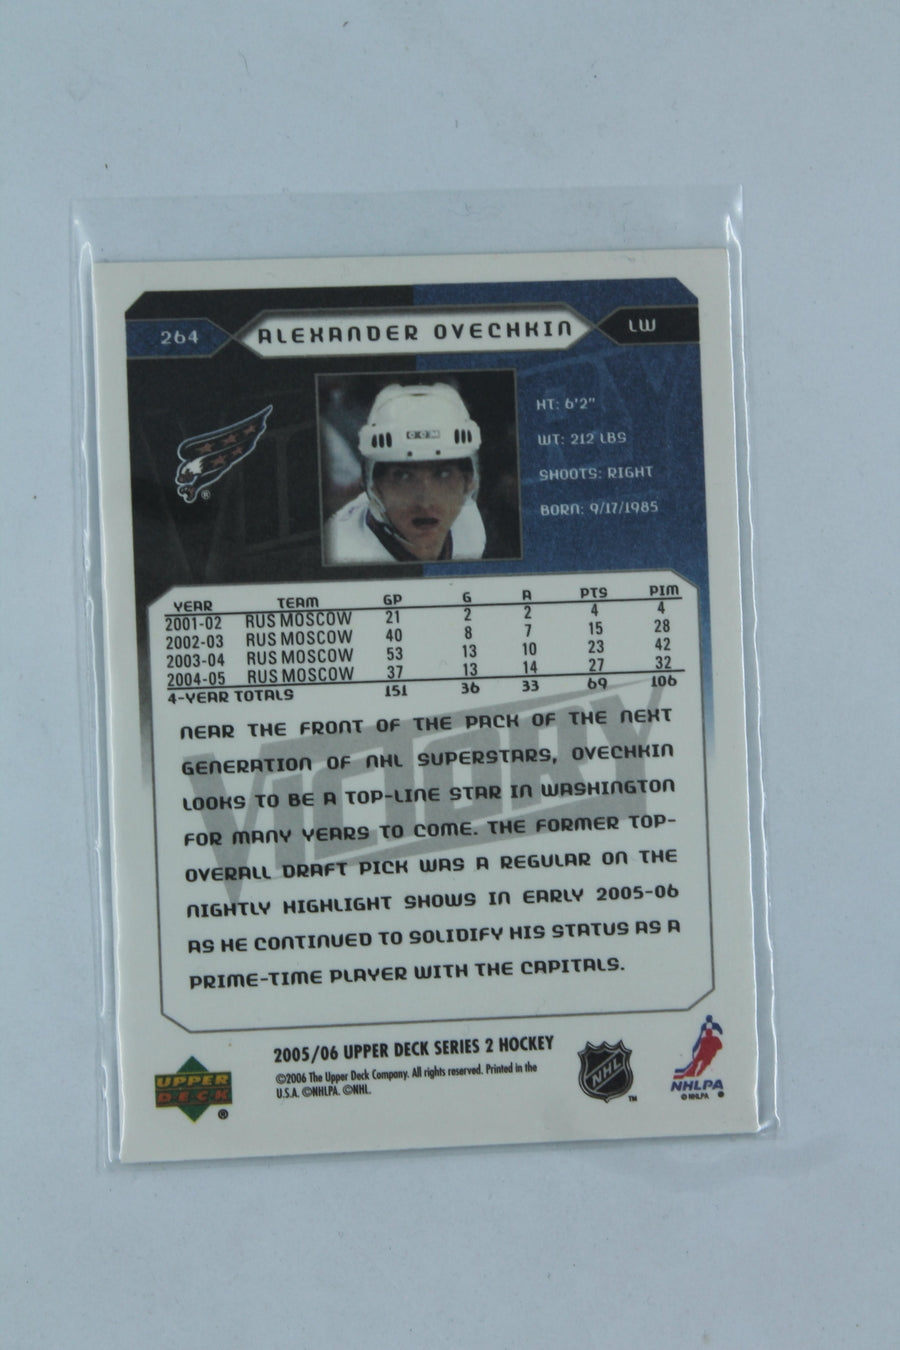 264 ALEXANDER OVECHKIN LW
CCM
HT: 6'2"
WT: 212 LBS
SHOOTS: RIGHT
BORN: 9/17/1985
YEAR TEAM GP G A PTS PIM
2001-02 RUS MOSCOW 21 2 2 4 4
2002-03 RUS MOSCOW 40 8 7 15 28
2003-04 RUS MOSCOW 53 13 10 23 42
2004-05 RUS MOSCOW 37 13 14 27 32
4-YEAR TOTALS 151 36 33 69 106
VICTORY
NEAR THE FRONT OF THE PACK OF THE NEXT
GENERATION OF NHL SUPERSTARS, OVECHKIN
LOOKS TO BE A TOP-LINE STAR IN WASHINGTON
FOR MANY YEARS TO COME. THE FORMER TOP-
OVERALL DRAFT PICK WAS A REGULAR ON THE
NIGHTLY HIGHLIGHT SHOWS IN EARLY 2005-06
AS HE CONTINUED TO SOLIDIFY HIS STATUS AS A
PRIME-TIME PLAYER WITH THE CAPITALS.
2005/06 UPPER DECK SERIES 2 HOCKEY
©2006 The Upper Deck Company. All rights reserved. Printed in the
U.S.A. ©NHLPA. ©NHL.
UPPER
DECK
®
NHL
™
NHLPA
© NHLPA